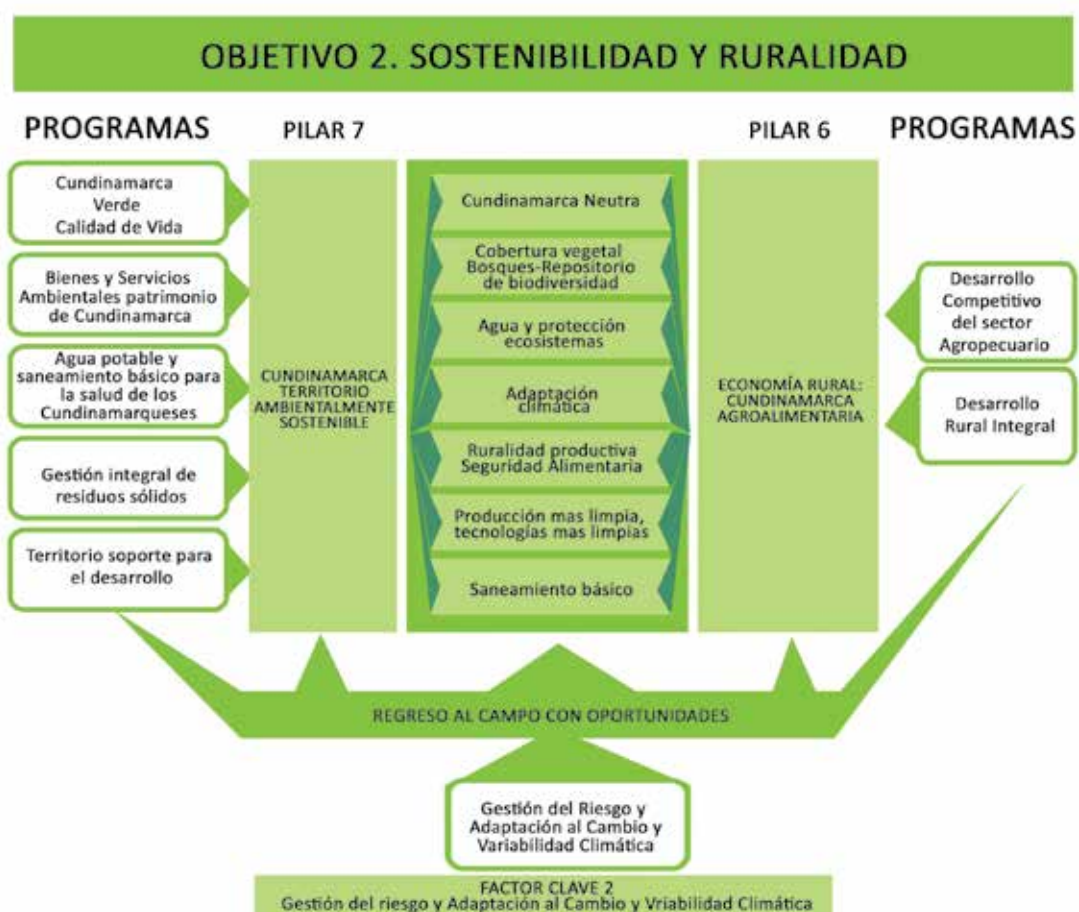 OBJETIVO 2. SOSTENIBILIDAD Y RURALIDAD
PROGRAMAS
PILAR 7
PILAR 6
PROGRAMAS
Cundinamarca
Verde
Calidad de Vida
Bienes y Servicios
Ambientales patrimonio
de Cundinamarca
Agua potable y
saneamiento básico para
la salud de los
Cundinamarqueses
Gestión integral de
residuos sólidos
Territorio soporte para
el desarrollo
CUNDINAMARCA
TERRITORIO
AMBIENTALMENTE
SOSTENIBLE
Cundinamarca Neutra
Cobertura vegetal
Bosques-Repositorio
de biodiversidad
Agua y protección
ecosistemas
Adaptación
climática
Ruralidad productiva
Seguridad Alimentaria
Producción mas limpia,
tecnologías mas limpias
Saneamiento básico
ECONOMÍA RURAL:
CUNDINAMARCA
AGROALIMENTARIA
Desarrollo
Competitivo
del sector
Agropecuario
Desarrollo
Rural Integral
REGRESO AL CAMPO CON OPORTUNIDADES
Gestión del Riesgo y
Adaptación al Cambio y
Variabilidad Climática
FACTOR CLAVE 2
Gestión del riesgo y Adaptación al Cambio y Vriabilidad Climática